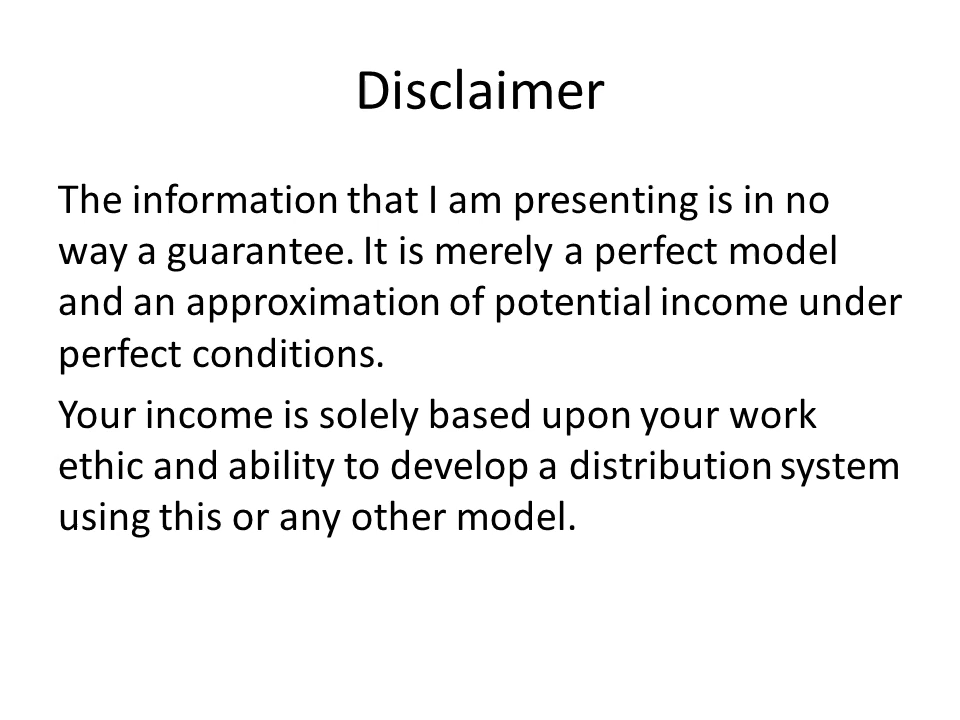 Disclaimer
The information that I am presenting is in no
way a guarantee. It is merely a perfect model
and an approximation of potential income under
perfect conditions.
Your income is solely based upon your work
ethic and ability to develop a distribution system
using this or any other model.